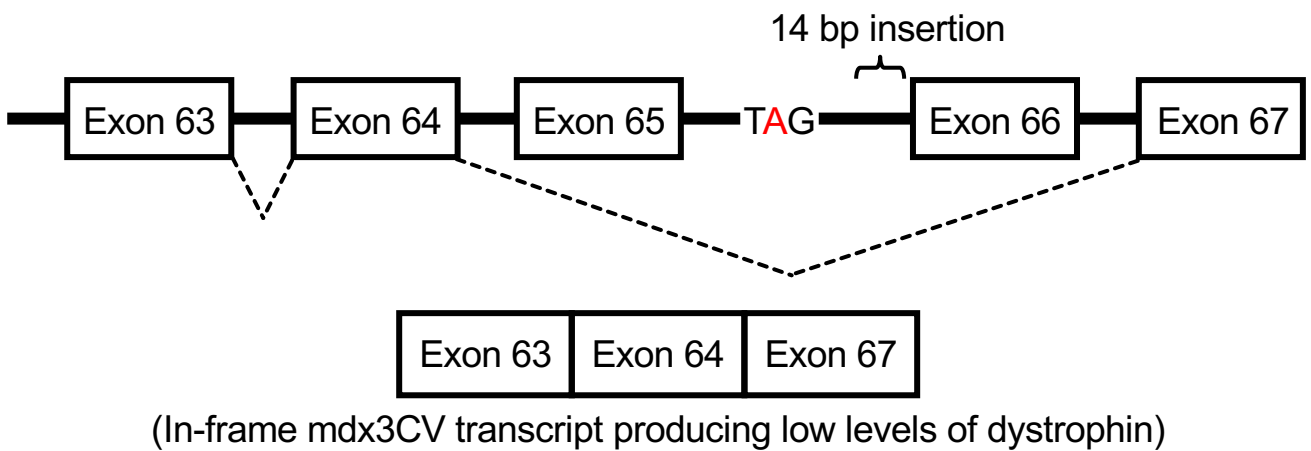 14 bp insertion
Exon 63 Exon 64 Exon 65 TAG Exon 66 Exon 67
Exon 63 Exon 64 Exon 67
(In-frame mdx3CV transcript producing low levels of dystrophin)